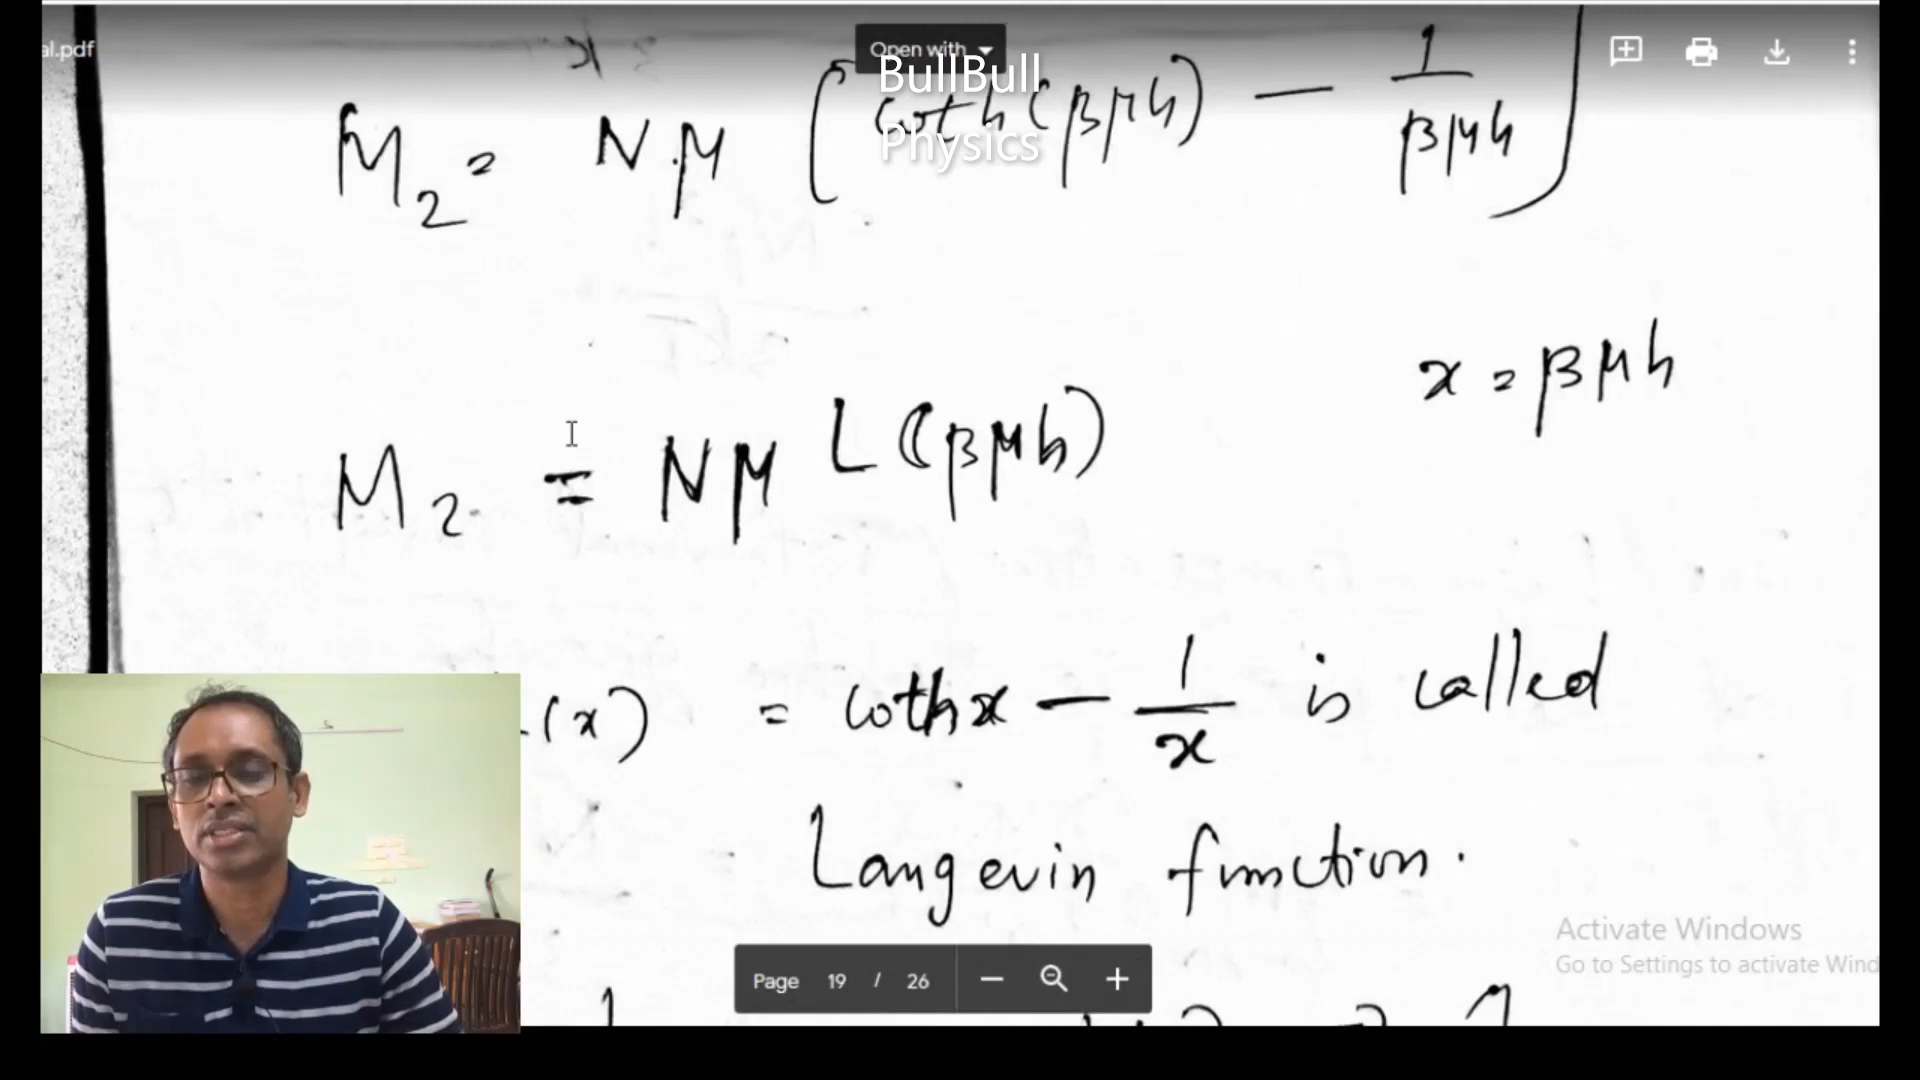 al.pdf
Open with
BullBull
Physics
M₂ = Nμ [coth(βμh) − 1/βμh]
x = βμh
M₂ = Nμ L(βμh)
(x) = coth x − 1/x is called
Langevin function.
Activate Windows
Go to Settings to activate Wind
Page 19 / 26